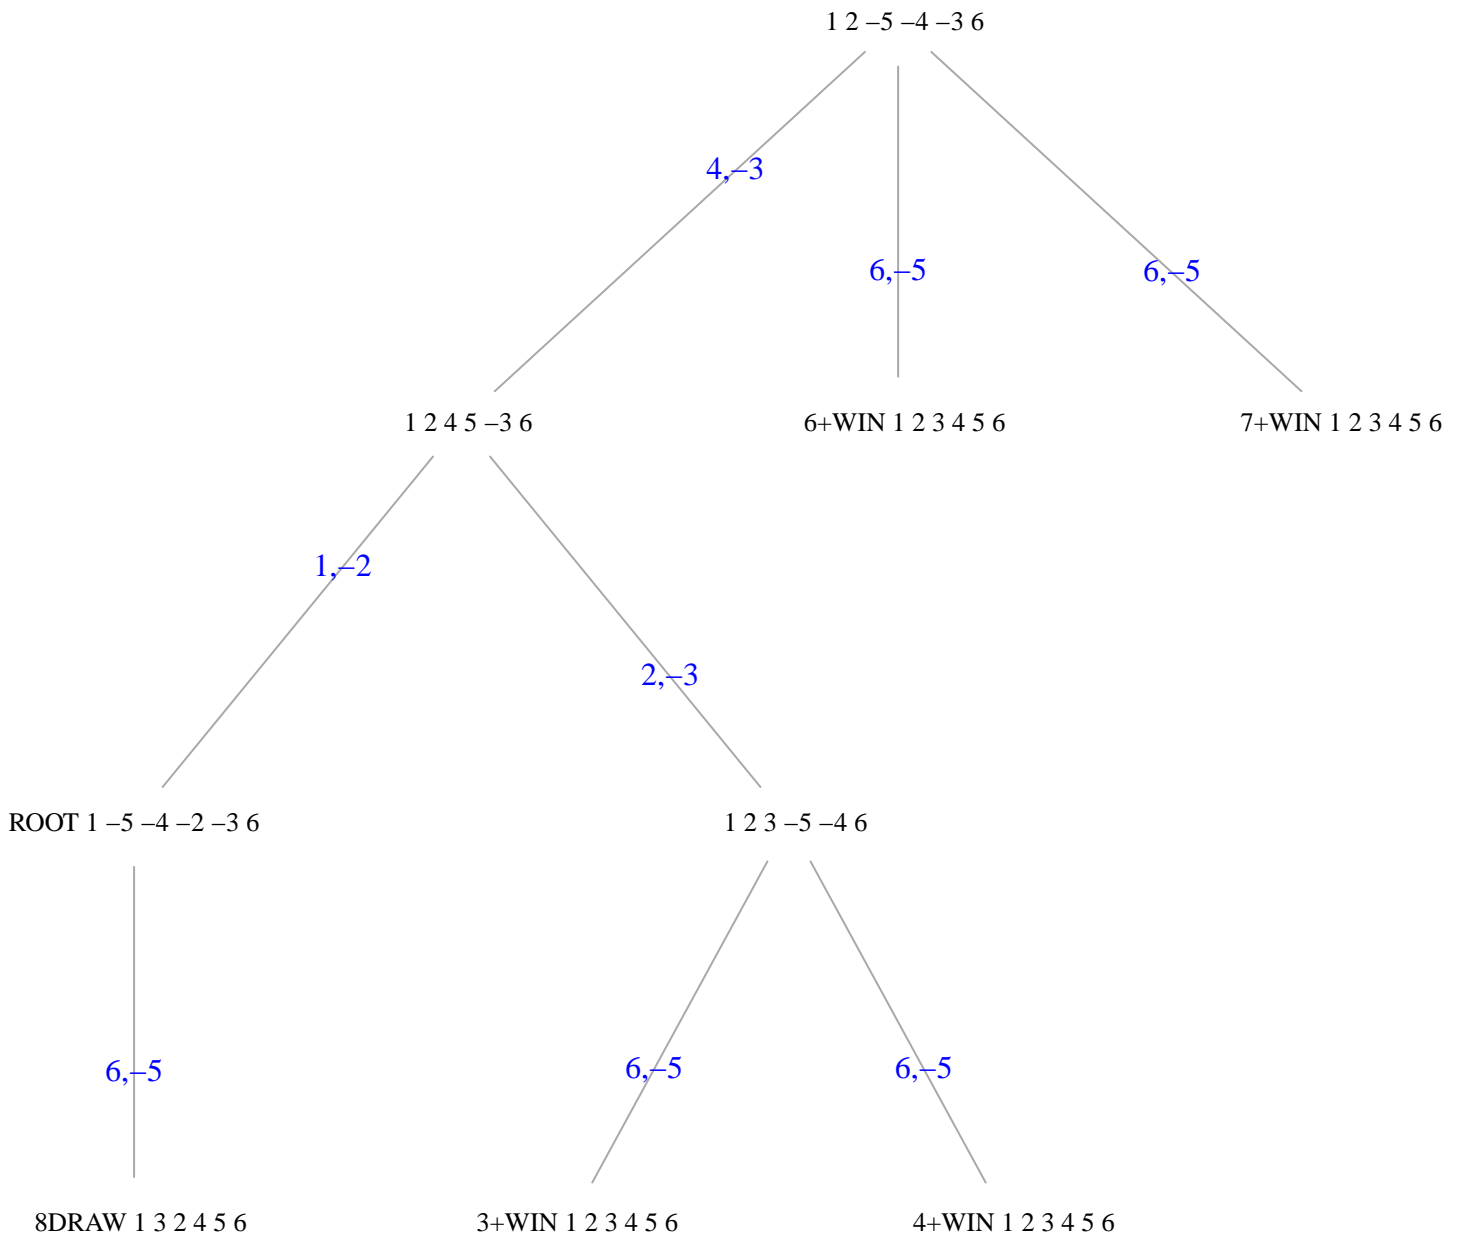 1 2 –5 –4 –3 6
4,–3
6,–5
6,–5
1 2 4 5 –3 6
6+WIN 1 2 3 4 5 6
7+WIN 1 2 3 4 5 6
1,–2
2,–3
ROOT 1 –5 –4 –2 –3 6
1 2 3 –5 –4 6
6,–5
6,–5
6,–5
8DRAW 1 3 2 4 5 6
3+WIN 1 2 3 4 5 6
4+WIN 1 2 3 4 5 6